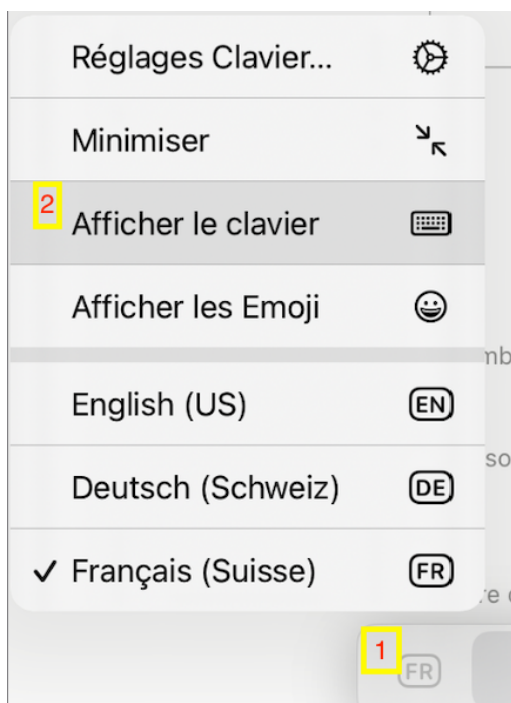 Réglages Clavier...
Minimiser
2
Afficher le clavier
Afficher les Emoji
English (US) EN
Deutsch (Schweiz) DE
✓ Français (Suisse) FR
1
FR